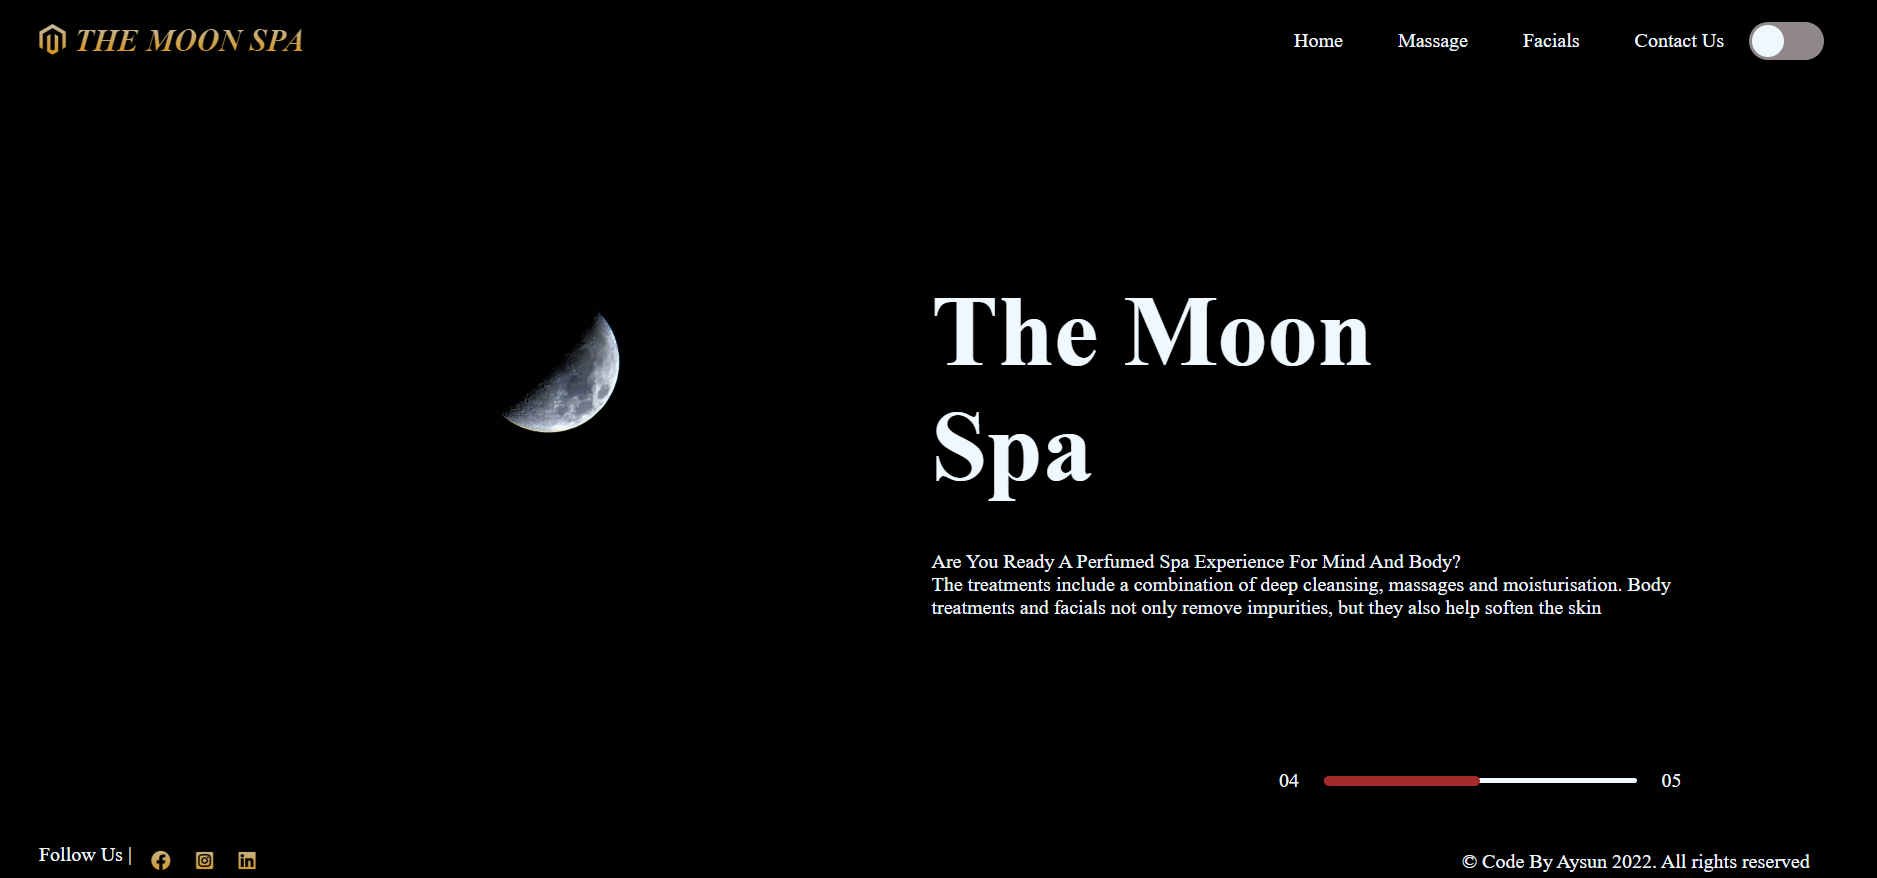 THE MOON SPA
Home
Massage
Facials
Contact Us
The Moon
Spa
Are You Ready A Perfumed Spa Experience For Mind And Body?
The treatments include a combination of deep cleansing, massages and moisturisation. Body
treatments and facials not only remove impurities, but they also help soften the skin
04
05
Follow Us |
© Code By Aysun 2022. All rights reserved